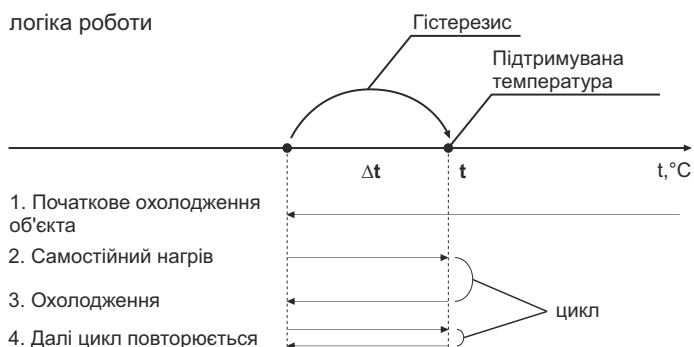 логіка роботи
Гістерезис
Підтримувана
температура
Δt
t
t,°C
1. Початкове охолодження
об'єкта
2. Самостійний нагрів
3. Охолодження
цикл
4. Далі цикл повторюється